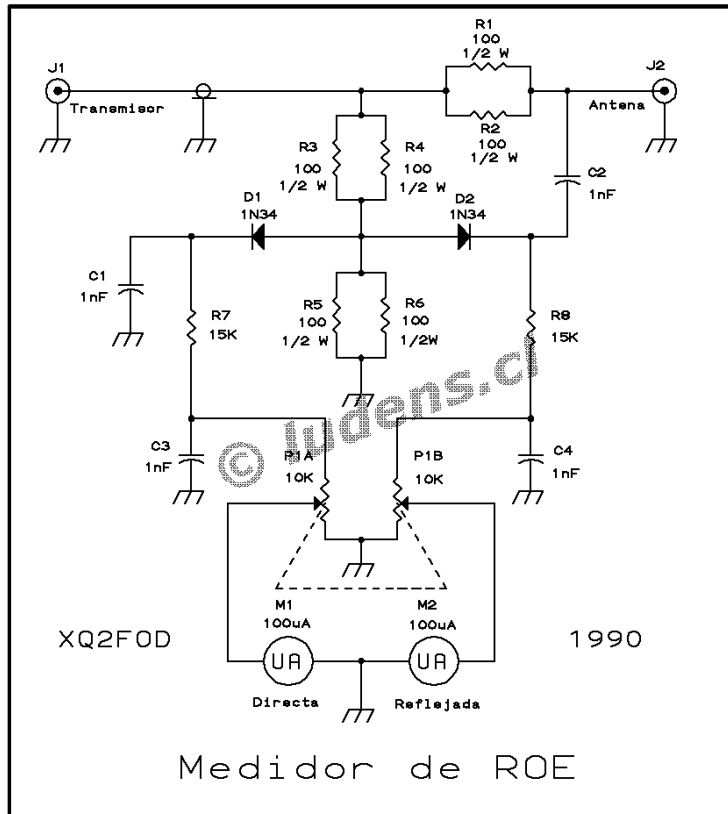 R1
100
1/2 W
J1
J2
Transmisor
Antena
R2
100
1/2 W
R3
100
1/2 W
R4
100
1/2 W
C2
1nF
D1
1N34
D2
1N34
C1
1nF
R7
15K
R5
100
1/2 W
R6
100
1/2W
R8
15K
© ludens.cl
C3
1nF
P1A
10K
P1B
10K
C4
1nF
M1
100uA
M2
100uA
XQ2FOD
1990
UA
UA
Directa
Reflejada
Medidor de ROE